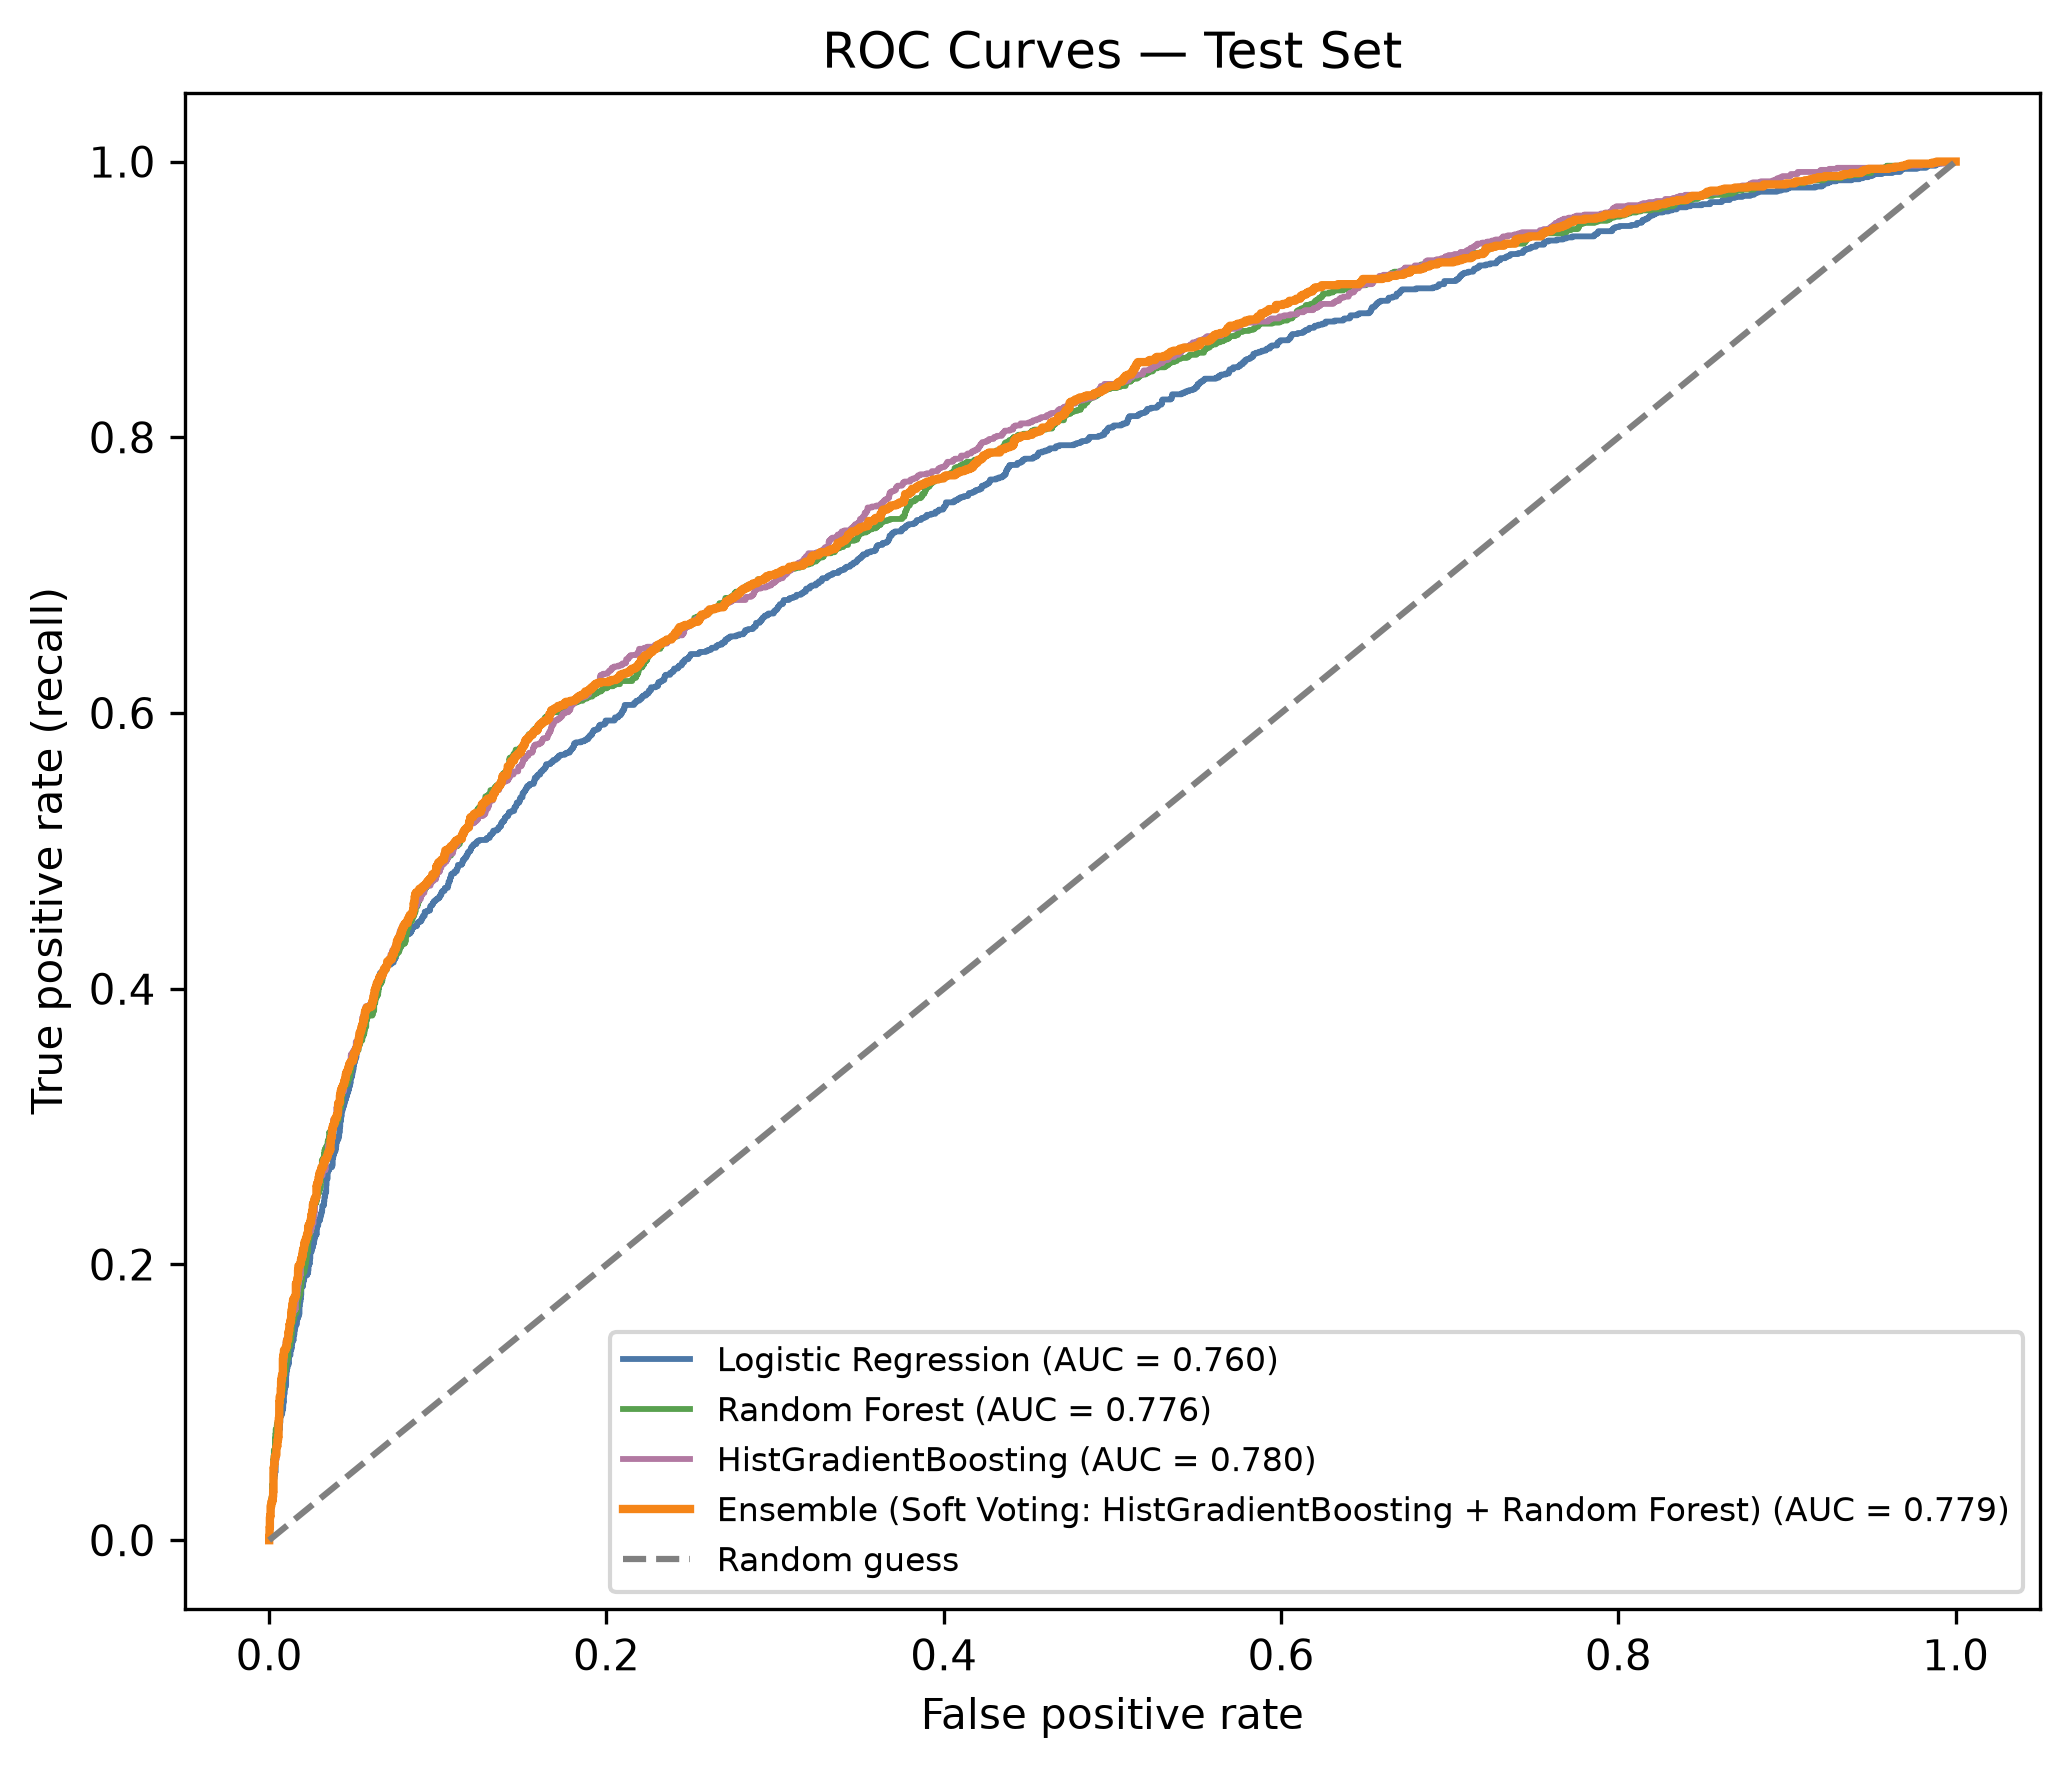 ROC Curves — Test Set
True positive rate (recall)
1.0
0.8
0.6
0.4
0.2
0.0
Logistic Regression (AUC = 0.760)
Random Forest (AUC = 0.776)
HistGradientBoosting (AUC = 0.780)
Ensemble (Soft Voting: HistGradientBoosting + Random Forest) (AUC = 0.779)
Random guess
0.0 0.2 0.4 0.6 0.8 1.0
False positive rate